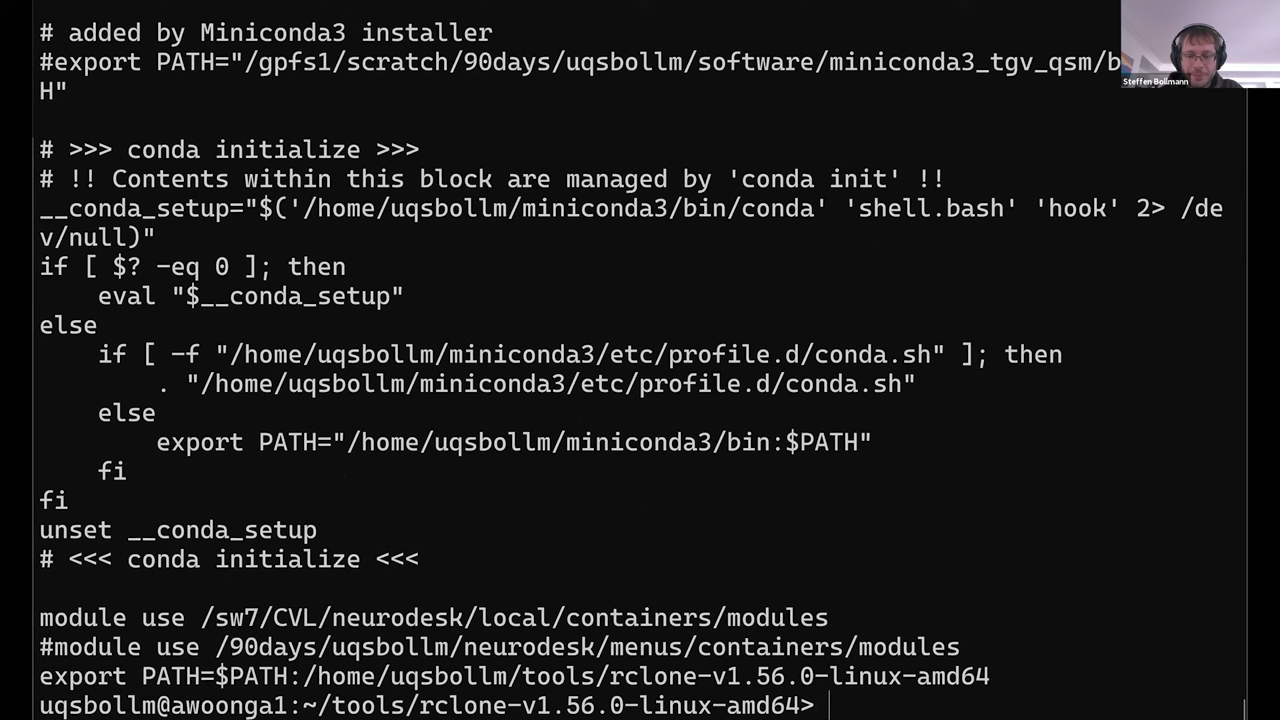 # added by Miniconda3 installer
#export PATH="/gpfs1/scratch/90days/uqsbollm/software/miniconda3_tgv_qsm/b
H"
Steffen Bollmann
# >>> conda initialize >>>
# !! Contents within this block are managed by 'conda init' !!
__conda_setup="$('/home/uqsbollm/miniconda3/bin/conda' 'shell.bash' 'hook' 2> /de
v/null)"
if [ $? -eq 0 ]; then
    eval "$__conda_setup"
else
    if [ -f "/home/uqsbollm/miniconda3/etc/profile.d/conda.sh" ]; then
        . "/home/uqsbollm/miniconda3/etc/profile.d/conda.sh"
    else
        export PATH="/home/uqsbollm/miniconda3/bin:$PATH"
    fi
fi
unset __conda_setup
# <<< conda initialize <<<
module use /sw7/CVL/neurodesk/local/containers/modules
#module use /90days/uqsbollm/neurodesk/menus/containers/modules
export PATH=$PATH:/home/uqsbollm/tools/rclone-v1.56.0-linux-amd64
uqsbollm@awoonga1:~/tools/rclone-v1.56.0-linux-amd64>